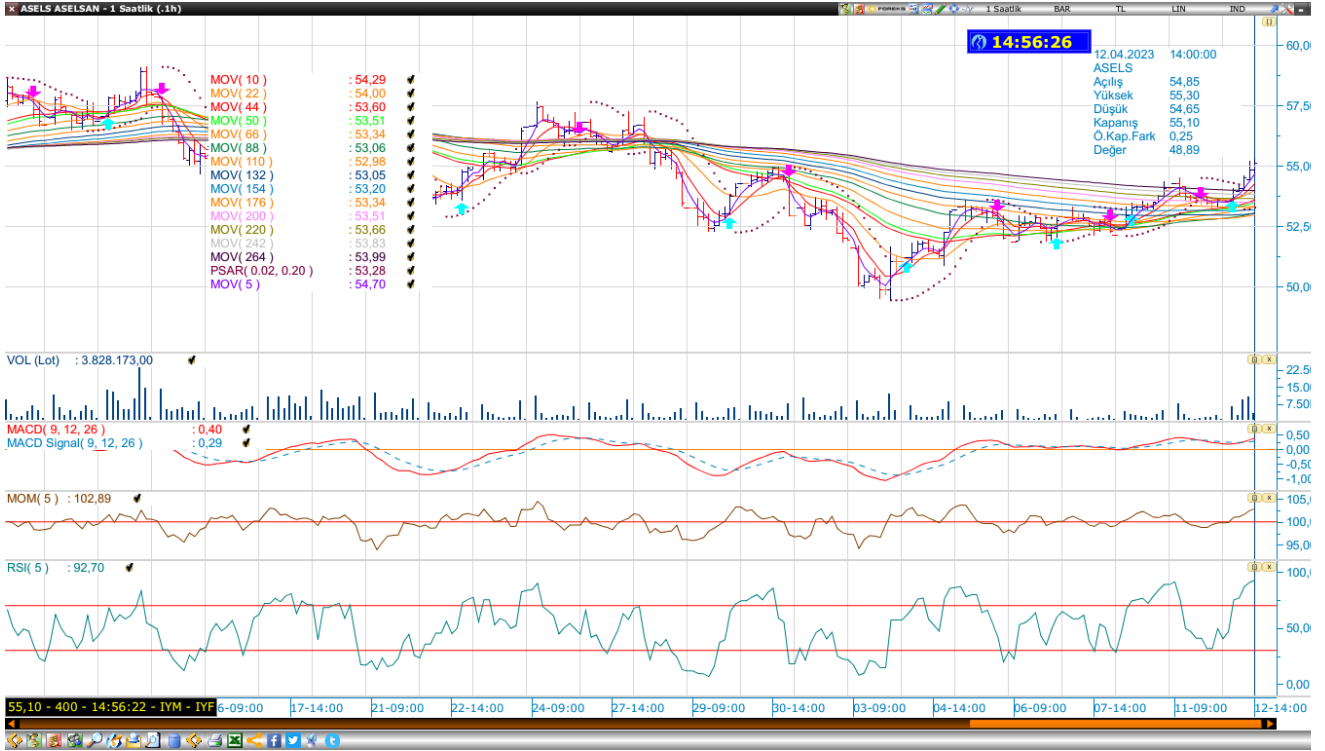 ASELS ASELSAN - 1 Saatlik (.1h)
FOREKS 1 Saatlik BAR TL LIN IND
14:56:26
12.04.2023 14:00:00
ASELS
Açılış 54,85
Yüksek 55,30
Düşük 54,65
Kapanış 55,10
Ö.Kap.Fark 0,25
Değer 48,89
MOV( 10 ) : 54,29
MOV( 22 ) : 54,00
MOV( 44 ) : 53,60
MOV( 50 ) : 53,51
MOV( 66 ) : 53,34
MOV( 88 ) : 53,06
MOV( 110 ) : 52,98
MOV( 132 ) : 53,05
MOV( 154 ) : 53,20
MOV( 176 ) : 53,34
MOV( 200 ) : 53,51
MOV( 220 ) : 53,66
MOV( 242 ) : 53,83
MOV( 264 ) : 53,99
PSAR( 0.02, 0.20 ) : 53,28
MOV( 5 ) : 54,70
60,0
57,5
55,0
52,5
50,0
VOL (Lot) : 3.828.173,00
22.50
15.00
7.500
MACD( 9, 12, 26 ) : 0,40
MACD Signal( 9, 12, 26 ) : 0,29
0,50
0,00
-0,50
-1,00
MOM( 5 ) : 102,89
105,
100,
95,0
RSI( 5 ) : 92,70
100,
50,0
0,00
55,10 - 400 - 14:56:22 - IYM - IYF 6-09:00 17-14:00 21-09:00 22-14:00 24-09:00 27-14:00 29-09:00 30-14:00 03-09:00 04-14:00 06-09:00 07-14:00 11-09:00 12-14:00